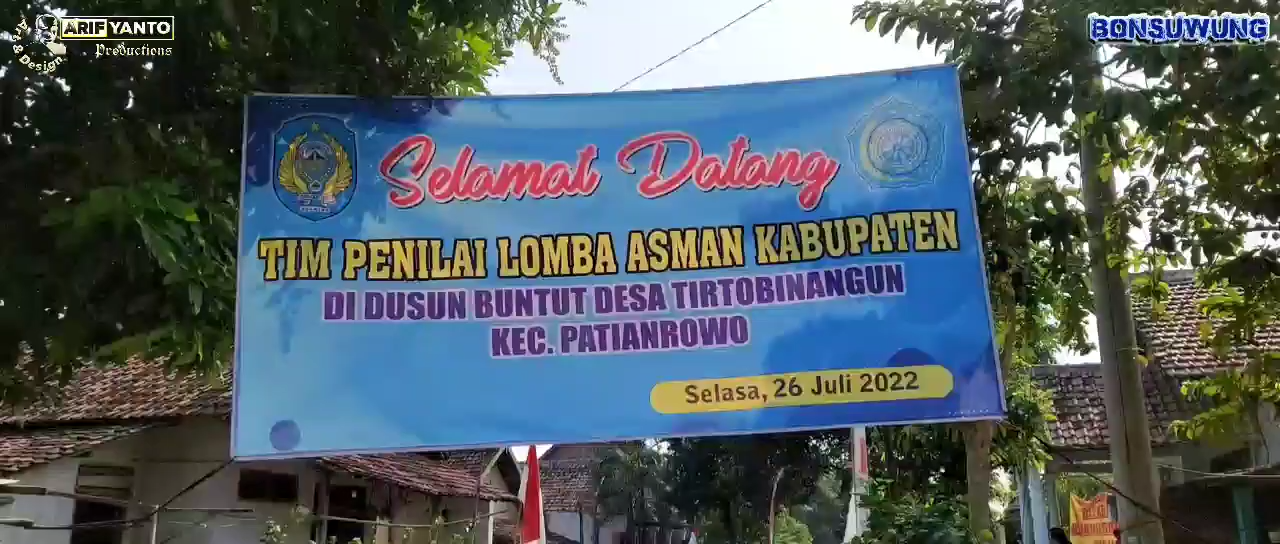 ARIF YANTO
Productions
Design
BONSUWUNG
Selamat Datang
TIM PENILAI LOMBA ASMAN KABUPATEN
DI DUSUN BUNTUT DESA TIRTOBINANGUN
KEC. PATIANROWO
Selasa, 26 Juli 2022